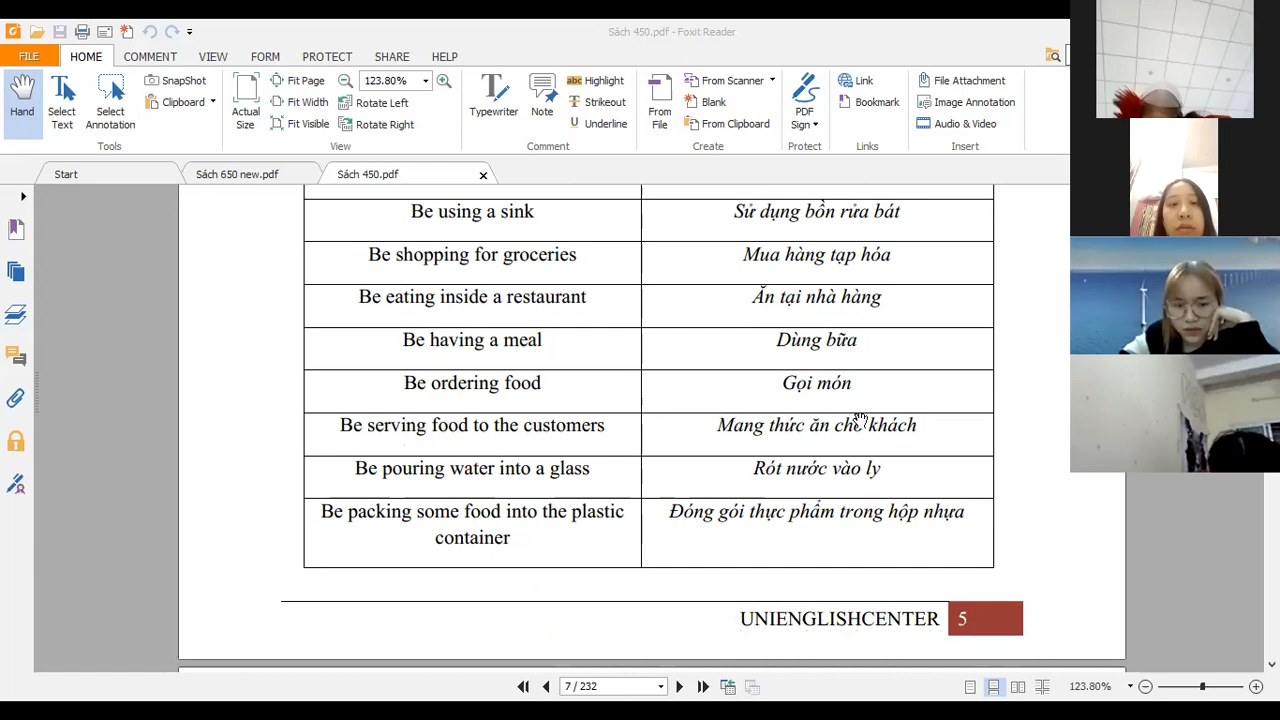 Sách 450.pdf - Foxit Reader
FILE HOME COMMENT VIEW FORM PROTECT SHARE HELP
Hand
Select Text
Select Annotation
SnapShot
Clipboard
Tools
Actual Size
Fit Page
Fit Width
Fit Visible
123.80%
Rotate Left
Rotate Right
View
Typewriter
Note
Highlight
Strikeout
Underline
Comment
From File
From Scanner
Blank
From Clipboard
Create
PDF Sign
Protect
Link
Bookmark
Links
File Attachment
Image Annotation
Audio & Video
Insert
Start Sách 650 new.pdf Sách 450.pdf
Be using a sink Sử dụng bồn rửa bát
Be shopping for groceries Mua hàng tạp hóa
Be eating inside a restaurant Ăn tại nhà hàng
Be having a meal Dùng bữa
Be ordering food Gọi món
Be serving food to the customers Mang thức ăn cho khách
Be pouring water into a glass Rót nước vào ly
Be packing some food into the plastic Đóng gói thực phẩm trong hộp nhựa
container
UNIENGLISHCENTER 5
7 / 232 123.80%